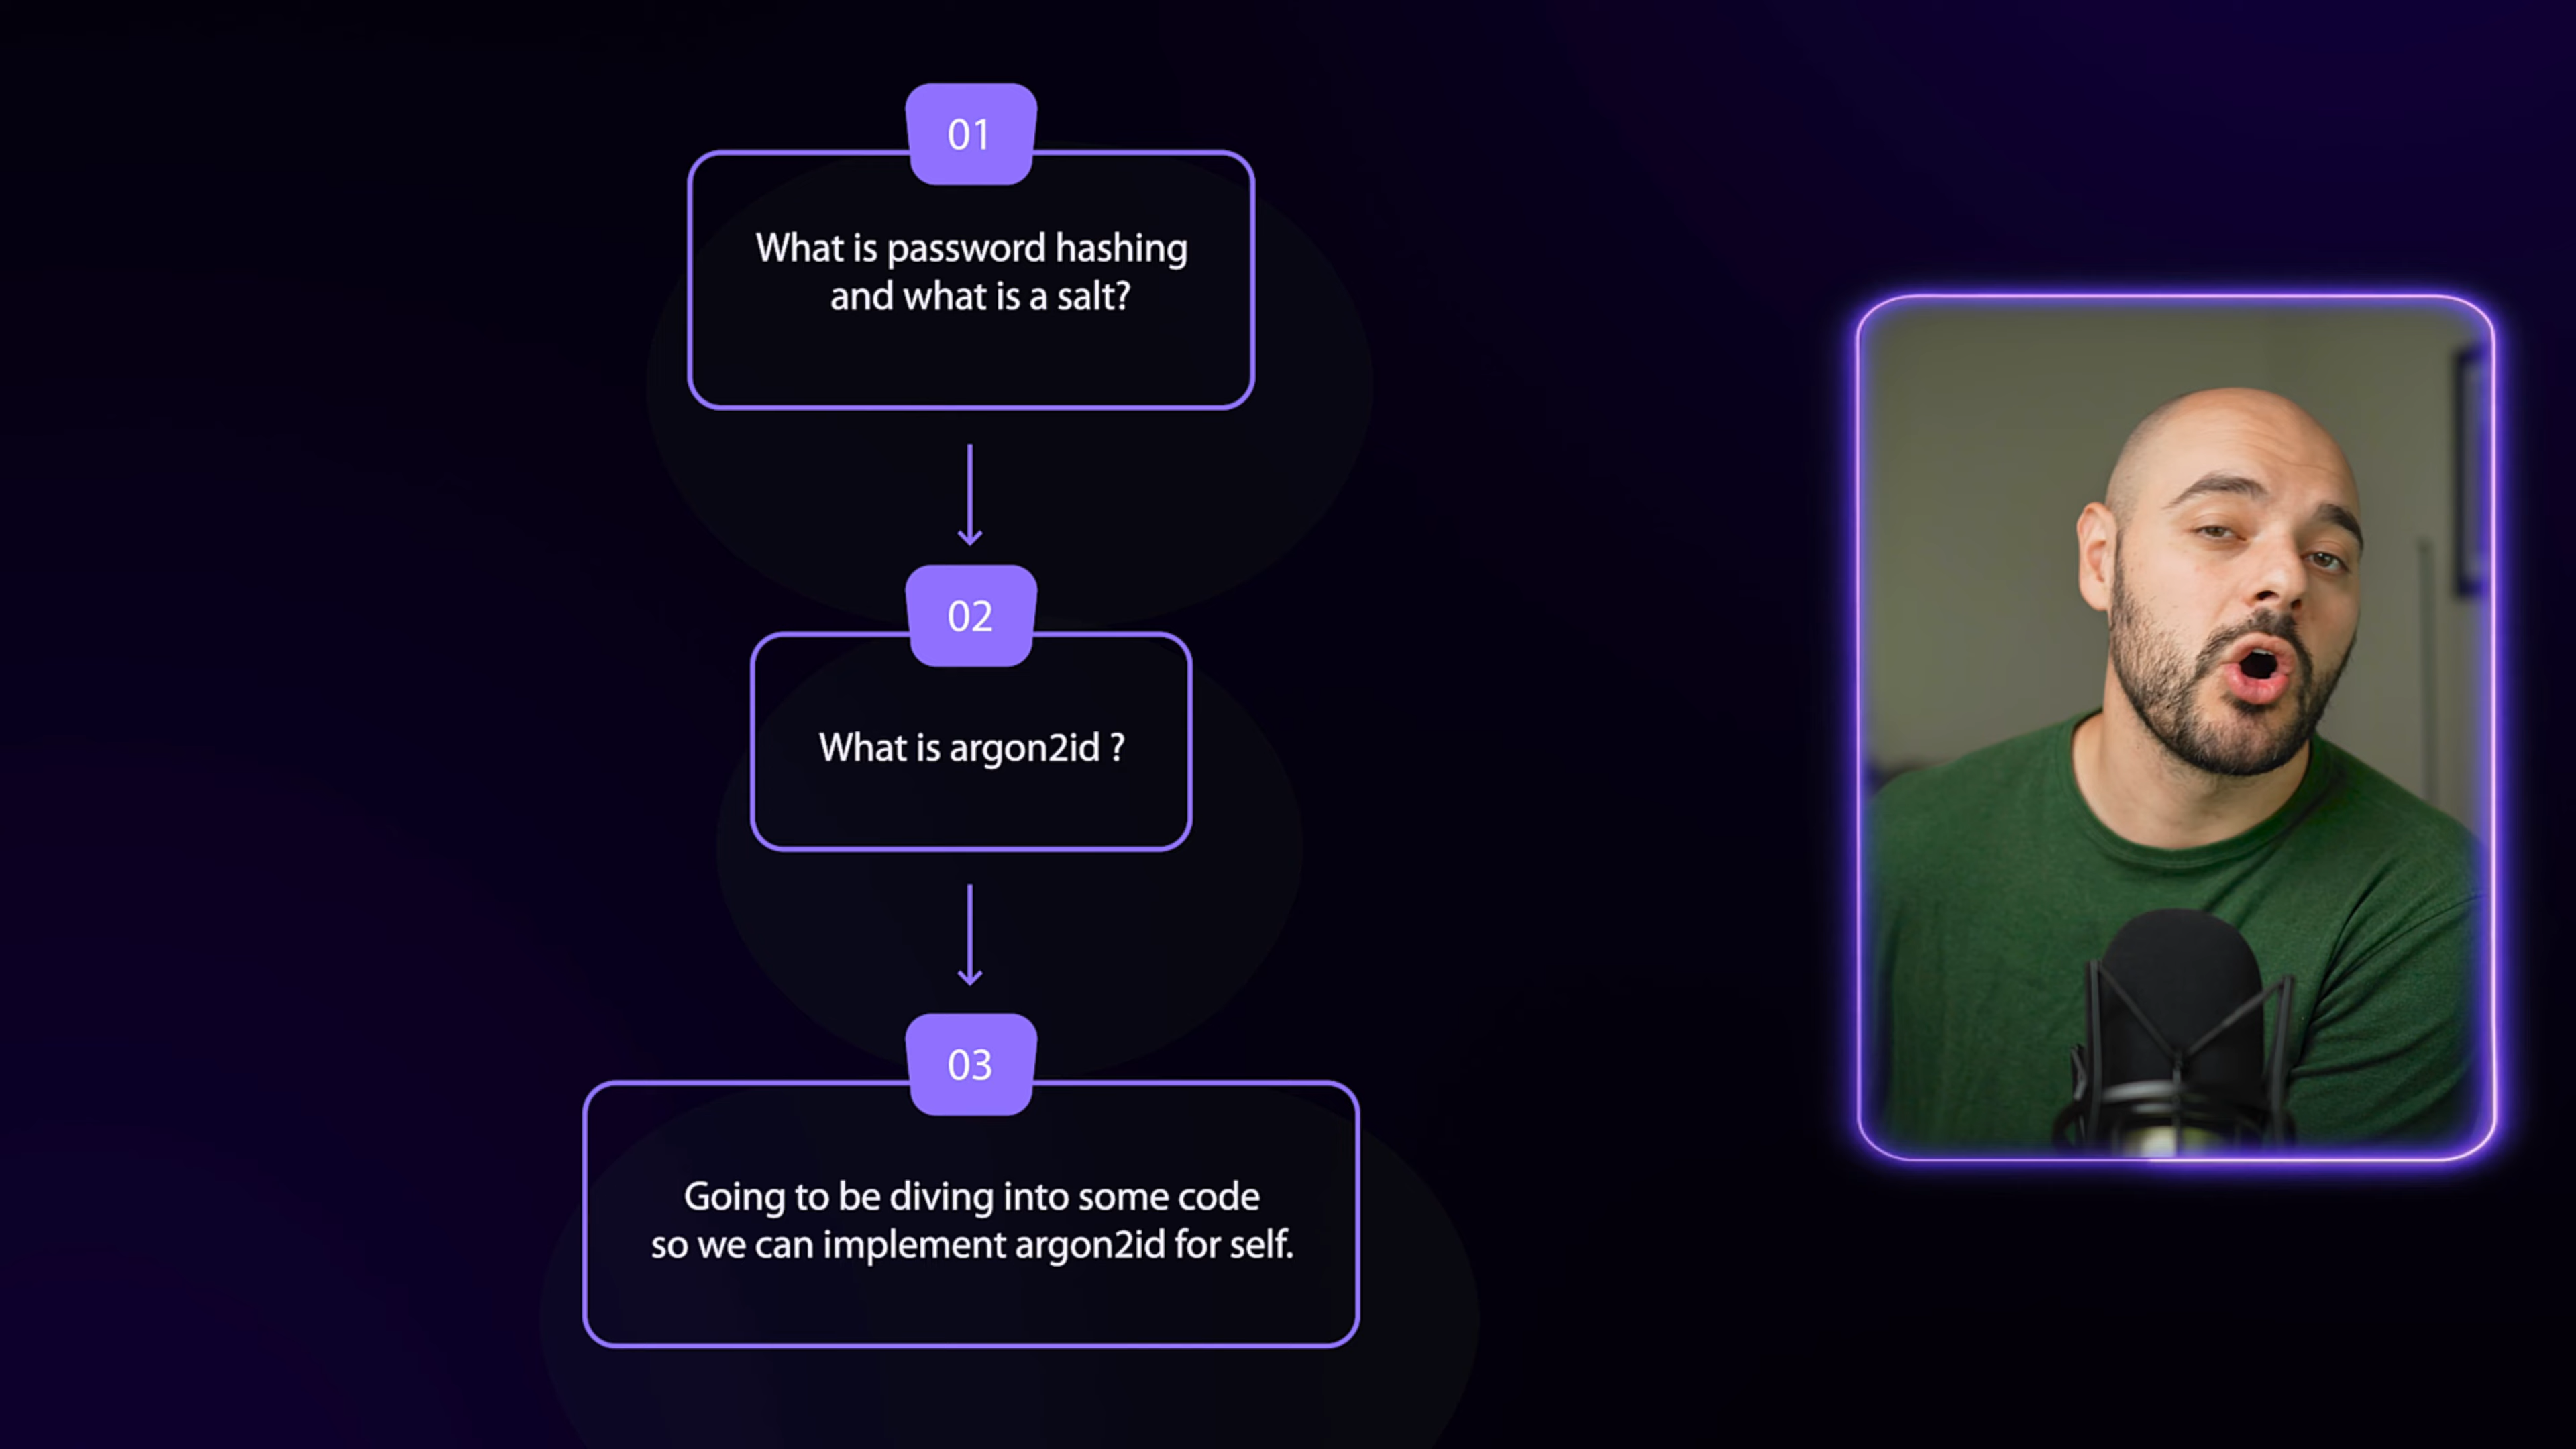 01
What is password hashing
and what is a salt?
02
What is argon2id ?
03
Going to be diving into some code
so we can implement argon2id for self.